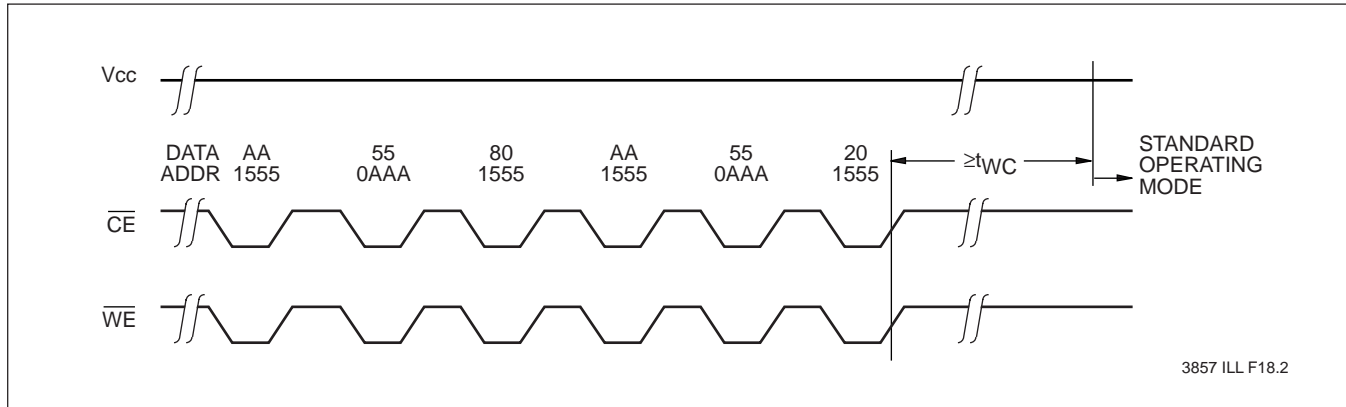 Vcc
DATA AA 55 80 AA 55 20
ADDR 1555 0AAA 1555 1555 0AAA 1555
≥tWC
STANDARD
OPERATING
MODE
CE
WE
3857 ILL F18.2